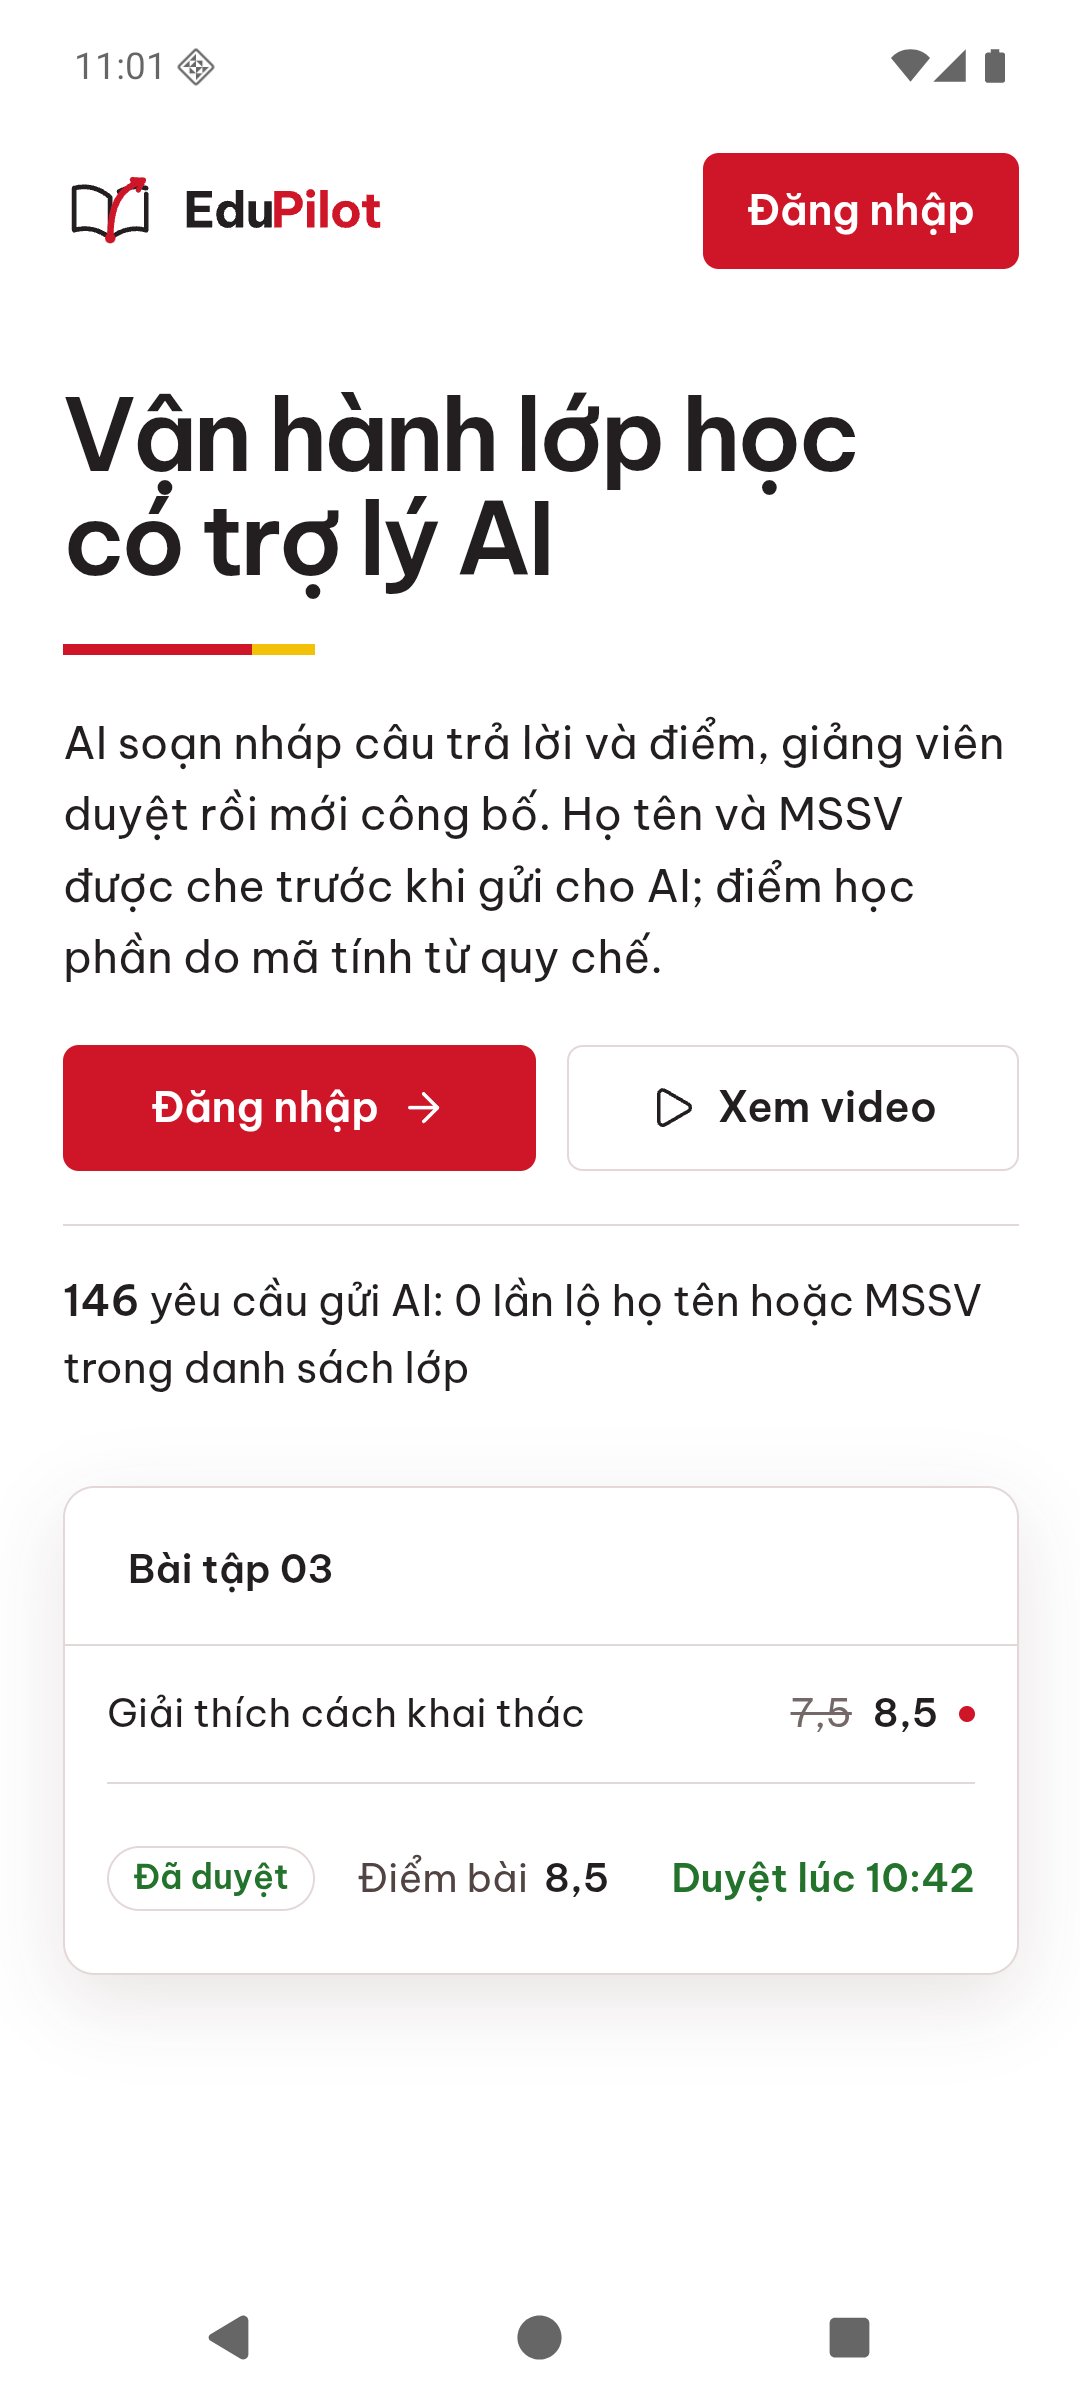 11:01
EduPilot
Đăng nhập
Vận hành lớp học
có trợ lý AI
AI soạn nháp câu trả lời và điểm, giảng viên
duyệt rồi mới công bố. Họ tên và MSSV
được che trước khi gửi cho AI; điểm học
phần do mã tính từ quy chế.
Đăng nhập
Xem video
146 yêu cầu gửi AI: 0 lần lộ họ tên hoặc MSSV
trong danh sách lớp
Bài tập 03
Giải thích cách khai thác 7,5 8,5
Đã duyệt Điểm bài 8,5 Duyệt lúc 10:42